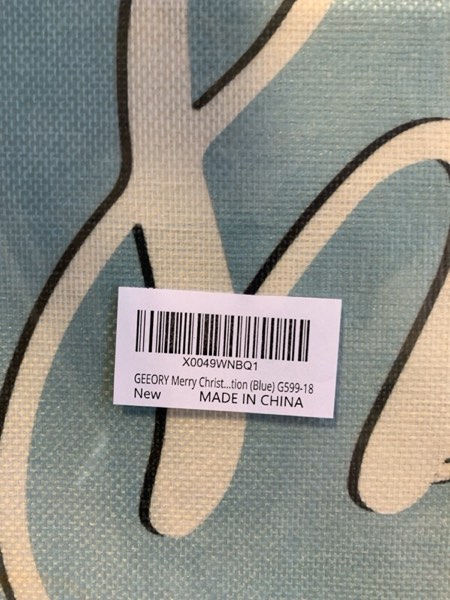 X0049WNBQ1
GEEORY Merry Christ...tion (Blue) G599-18
New MADE IN CHINA